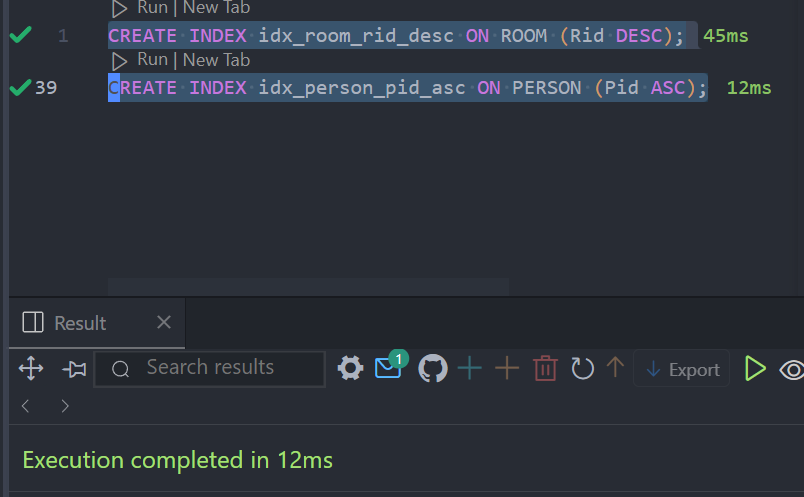 Run | New Tab
1 CREATE INDEX idx_room_rid_desc ON ROOM (Rid DESC); 45ms
Run | New Tab
39 CREATE INDEX idx_person_pid_asc ON PERSON (Pid ASC); 12ms
Result
Search results 1 Export
Execution completed in 12ms